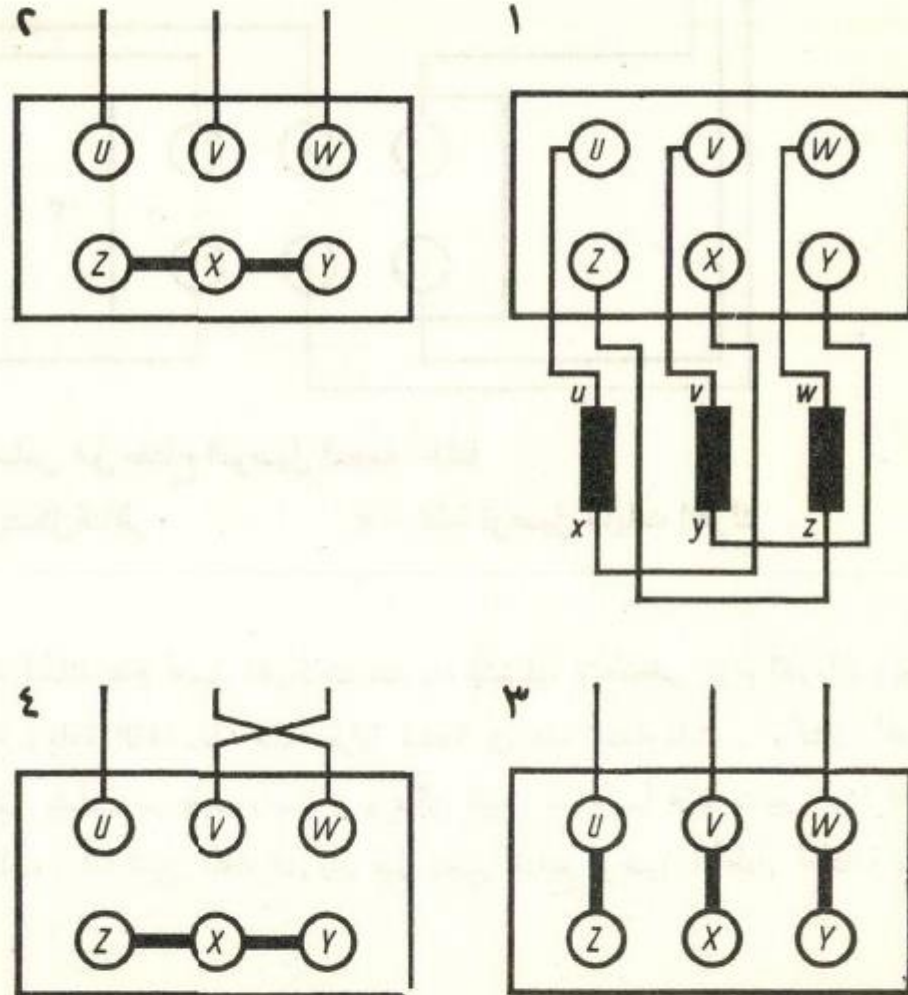 ١
U V W
Z X Y
u v w
x y z
٢
U V W
Z X Y
٣
U V W
Z X Y
٤
U V W
Z X Y